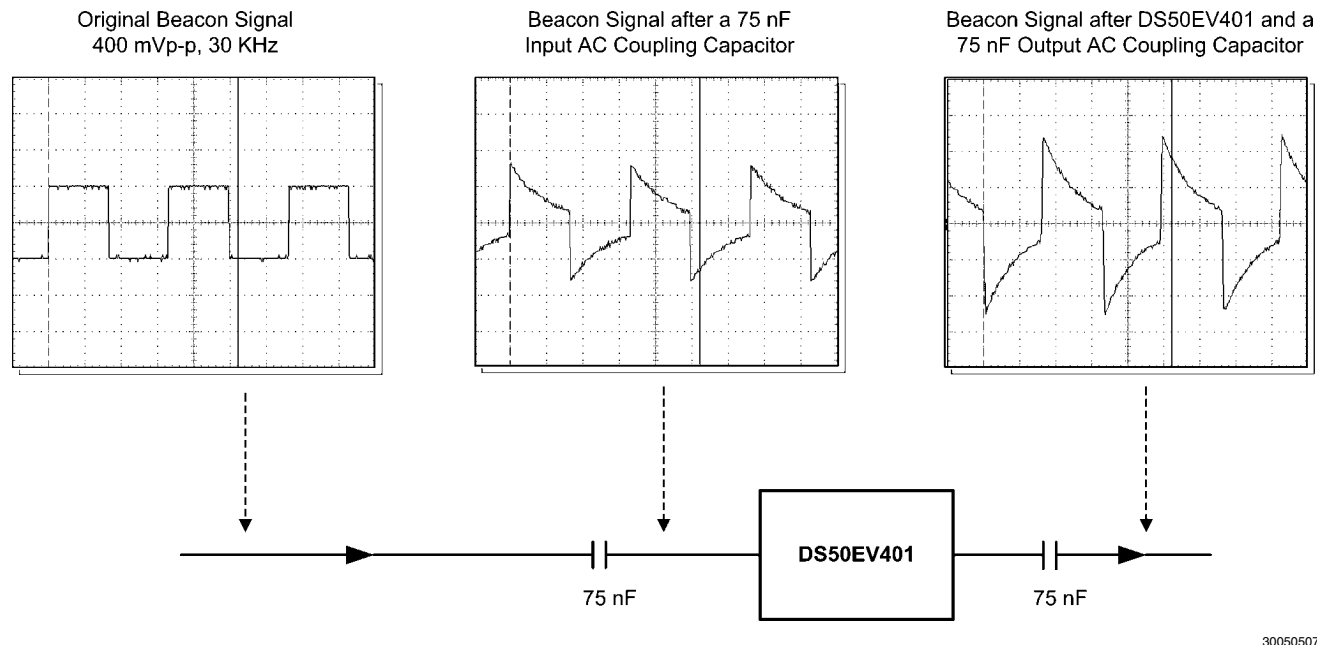 Original Beacon Signal
400 mVp-p, 30 KHz
Beacon Signal after a 75 nF
Input AC Coupling Capacitor
Beacon Signal after DS50EV401 and a
75 nF Output AC Coupling Capacitor
DS50EV401
75 nF
75 nF
30050507